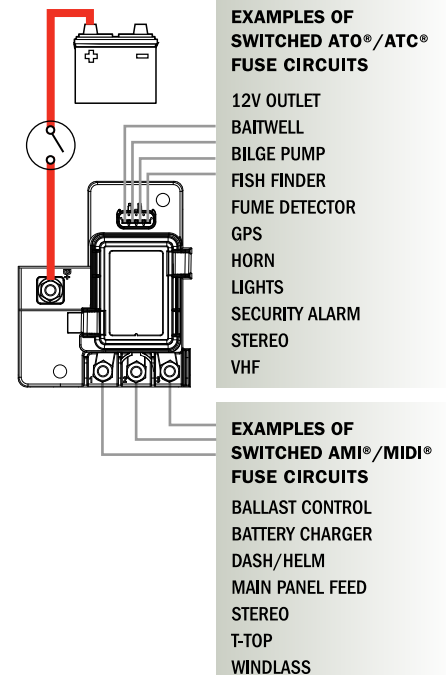 EXAMPLES OF
SWITCHED ATO®/ATC®
FUSE CIRCUITS
12V OUTLET
BAITWELL
BILGE PUMP
FISH FINDER
FUME DETECTOR
GPS
HORN
LIGHTS
SECURITY ALARM
STEREO
VHF
EXAMPLES OF
SWITCHED AMI®/MIDI®
FUSE CIRCUITS
BALLAST CONTROL
BATTERY CHARGER
DASH/HELM
MAIN PANEL FEED
STEREO
T-TOP
WINDLASS